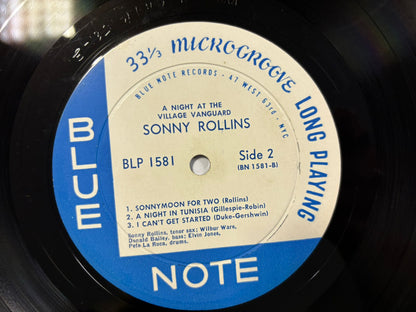 33⅓ MICROGROOVE LONG PLAYING
BLUE NOTE RECORDS · 47 WEST 63rd · NYC
A NIGHT AT THE
VILLAGE VANGUARD
SONNY ROLLINS
BLP 1581
Side 2
(BN 1581-B)
1. SONNYMOON FOR TWO (Rollins)
2. A NIGHT IN TUNISIA (Gillespie-Robin)
3. I CAN'T GET STARTED (Duke-Gershwin)
Sonny Rollins, tenor sax; Wilbur Ware,
Donald Bailey, bass; Elvin Jones,
Pete La Roca, drums.
BLUE
NOTE